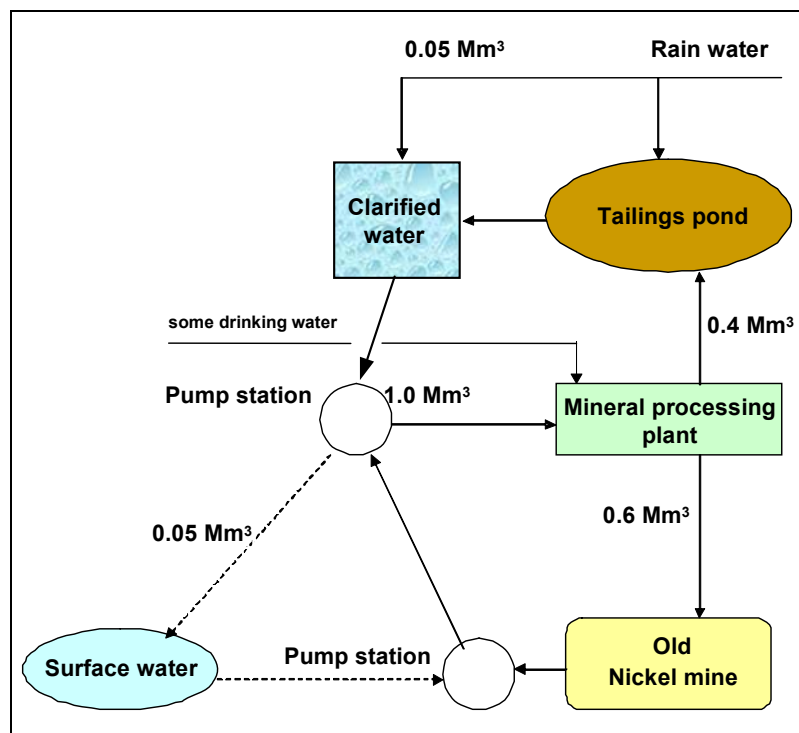 0.05 Mm³
Rain water
Clarified
water
Tailings pond
some drinking water
0.4 Mm³
Pump station
1.0 Mm³
Mineral processing
plant
0.05 Mm³
0.6 Mm³
Surface water
Pump station
Old
Nickel mine